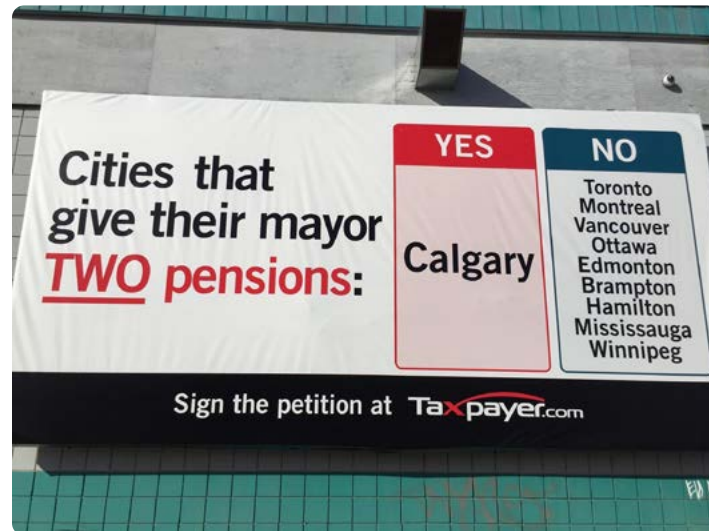 Cities that
give their mayor
TWO pensions:
YES
Calgary
NO
Toronto
Montreal
Vancouver
Ottawa
Edmonton
Brampton
Hamilton
Mississauga
Winnipeg
Sign the petition at Taxpayer.com